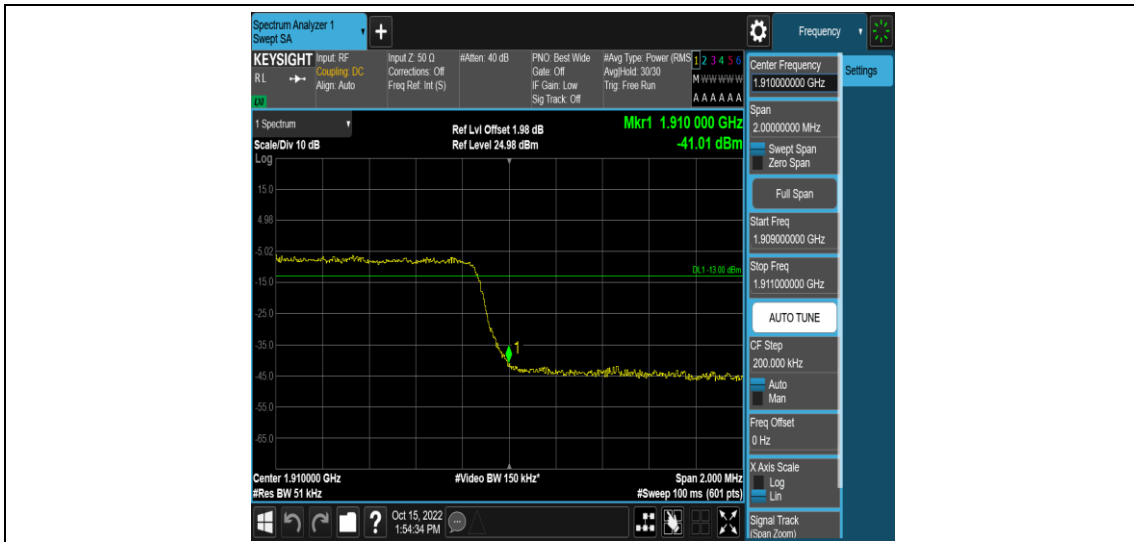 Spectrum Analyzer 1
Swept SA
+
Frequency
KEYSIGHT
RL
LXI
Input: RF
Coupling: DC
Align: Auto
Input Z: 50 Ω
Corrections: Off
Freq Ref: Int (S)
#Atten: 40 dB
PNO: Best Wide
Gate: Off
IF Gain: Low
Sig Track: Off
#Avg Type: Power (RMS
Avg|Hold: 30/30
Trig: Free Run
1 2 3 4 5 6
M W W W W W
A A A A A A
1 Spectrum
Scale/Div 10 dB
Log
Ref Lvl Offset 1.98 dB
Ref Level 24.98 dBm
Mkr1 1.910 000 GHz
-41.01 dBm
15.0
4.98
-5.02
-15.0
-25.0
-35.0
-45.0
-55.0
-65.0
DL1 -13.00 dBm
1
Center 1.910000 GHz
#Res BW 51 kHz
#Video BW 150 kHz*
Span 2.000 MHz
#Sweep 100 ms (601 pts)
?
Oct 15, 2022
1:54:34 PM
Center Frequency
1.910000000 GHz
Settings
Span
2.00000000 MHz
Swept Span
Zero Span
Full Span
Start Freq
1.909000000 GHz
Stop Freq
1.911000000 GHz
AUTO TUNE
CF Step
200.000 kHz
Auto
Man
Freq Offset
0 Hz
X Axis Scale
Log
Lin
Signal Track
(Span Zoom)